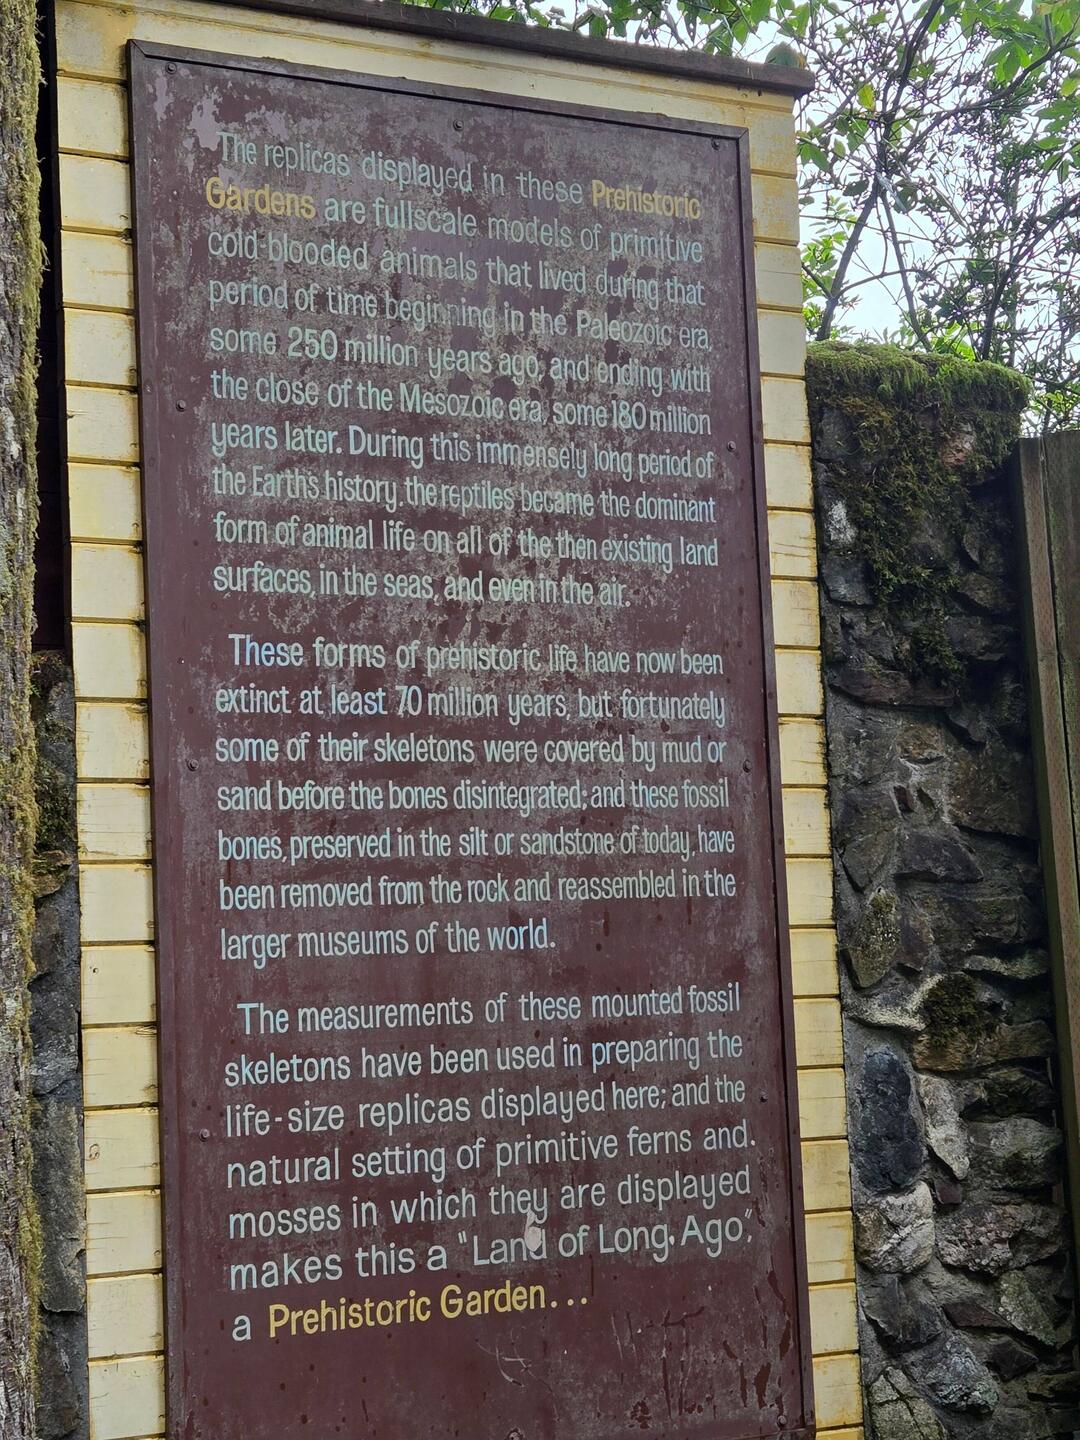 The replicas displayed in these Prehistoric
Gardens are fullscale models of primitive
cold-blooded animals that lived during that
period of time beginning in the Paleozoic era,
some 250 million years ago, and ending with
the close of the Mesozoic era, some 180 million
years later. During this immensely long period of
the Earth's history, the reptiles became the dominant
form of animal life on all of the then existing land
surfaces, in the seas, and even in the air.
These forms of prehistoric life have now been
extinct at least 70 million years, but fortunately
some of their skeletons were covered by mud or
sand before the bones disintegrated; and these fossil
bones, preserved in the silt or sandstone of today, have
been removed from the rock and reassembled in the
larger museums of the world.
The measurements of these mounted fossil
skeletons have been used in preparing the
life-size replicas displayed here; and the
natural setting of primitive ferns and
mosses in which they are displayed
makes this a "Land of Long Ago",
a Prehistoric Garden...